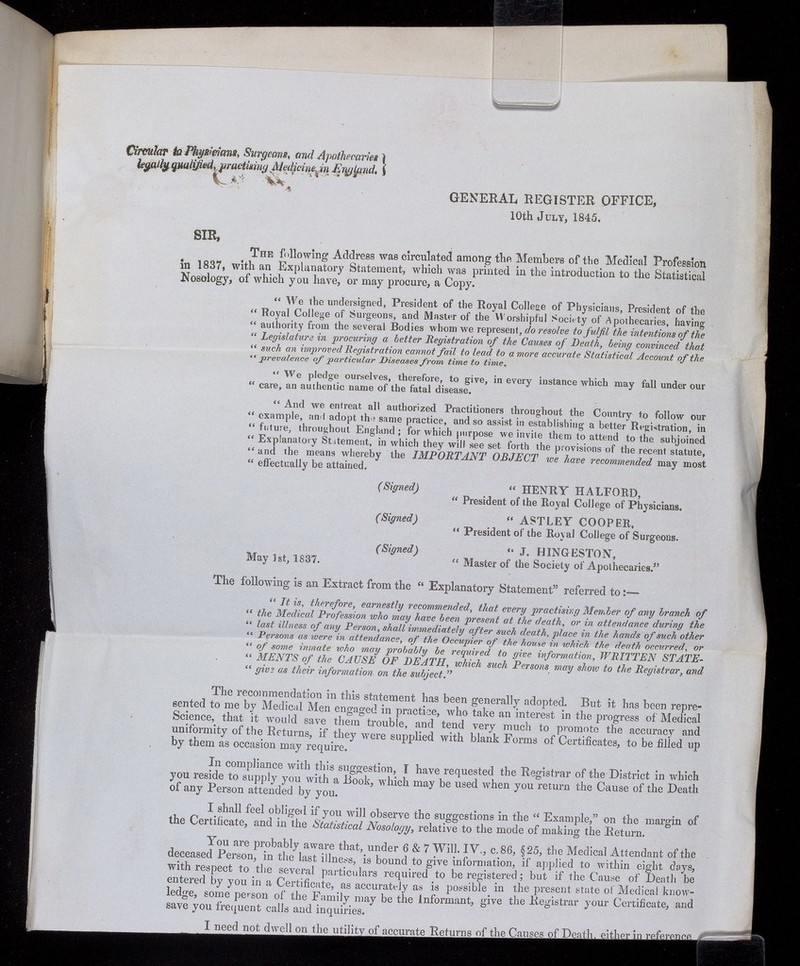 Circular to Physicians, Surgeons, and Apothecaries }
legally qualified, practising Medicine, in England. }
GENERAL REGISTER OFFICE,
10th JULY, 1845.
SIR,
THE following Address was circulated among the Members of the Medical Profession
in 1837, with an Explanatory Statement, which was printed in the introduction to the Statistical
Nosology, of which you have, or may procure, a Copy.
" We the undersigned, President of the Royal College of Physicians, President of the
" Royal College of Surgeons, and Master of the Worshipful Society of Apothecaries, having
" authority from the several Bodies whom we represent, do resolve to fulfil the intentions of the
" Legislature in procuring a better Registration of the Causes of Death, being convinced that
" such an improved Registration cannot fail to lead to a more accurate Statistical Account of the
" prevalence of particular Diseases from time to time.
" We pledge ourselves, therefore, to give, in every instance which may fall under our
" care, an authentic name of the fatal disease.
" And we entreat all authorized Practitioners throughout the Country to follow our
" example, and adopt the same practice, and so assist in establishing a better Registration, in
" future, throughout England; for which purpose we invite them to attend to the subjoined
" Explanatory Statement, in which they will see set forth the provisions of the recent statute,
" and the means whereby the IMPORTANT OBJECT we have recommended may most
" effectually be attained.
(Signed) " HENRY HALFORD,
" President of the Royal College of Physicians.
(Signed) " ASTLEY COOPER,
" President of the Royal College of Surgeons.
(Signed) " J. HINGESTON,
May 1st, 1837. " Master of the Society of Apothecaries."
The following is an Extract from the " Explanatory Statement" referred to:—
" It is, therefore, earnestly recommended, that every practising Member of any branch of
" the Medical Profession who may have been present at the death, or in attendance during the
" last illness of any Person, shall immediately after such death, place in the hands of such other
" Persons as were in attendance, of the Occupier of the house in which the death occurred, or
" of some inmate who may probably be required to give information, WRITTEN STATE-
" MENTS of the CAUSE OF DEATH, which such Persons may show to the Registrar, and
" give as their information on the subject."
The recommendation in this statement has been generally adopted. But it has been repre-
sented to me by Medical Men engaged in practice, who take an interest in the progress of Medical
Science, that it would save them trouble, and tend very much to promote the accuracy and
uniformity of the Returns, if they were supplied with blank Forms of Certificates, to be filled up
by them as occasion may require.
In compliance with this suggestion, I have requested the Registrar of the District in which
you reside to supply you with a Book, which may be used when you return the Cause of the Death
of any Person attended by you.
I shall feel obliged if you will observe the suggestions in the " Example," on the margin of
the Certificate, and in the Statistical Nosology, relative to the mode of making the Return.
You are probably aware that, under 6 & 7 Will. IV., c. 86, § 25, the Medical Attendant of the
deceased Person, in the last illness, is bound to give information, if applied to within eight days,
with respect to the several particulars required to be registered; but if the Cause of Death be
entered by you in a Certificate, as accurately as is possible in the present state of Medical know-
ledge, some person of the Family may be the Informant, give the Registrar your Certificate, and
save you frequent calls and inquiries.
I need not dwell on the utility of accurate Returns of the Causes of Death, either in reference